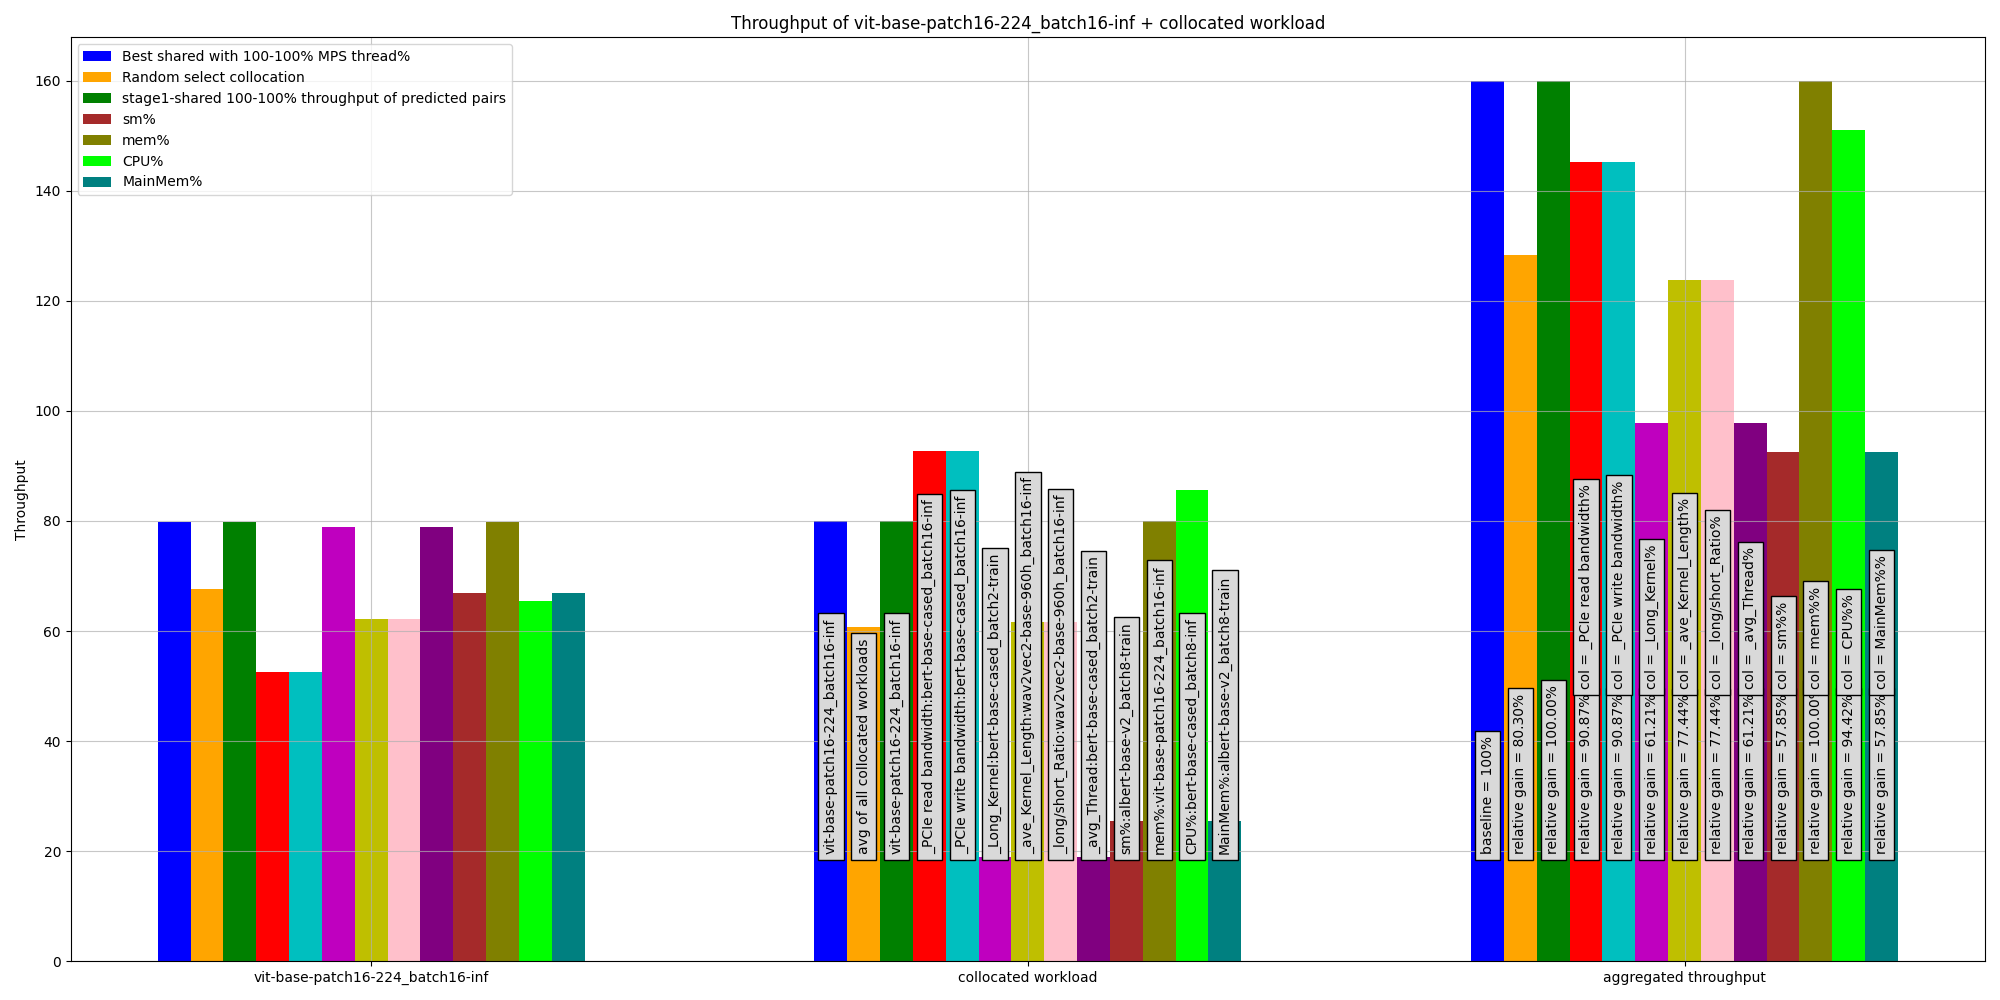 Throughput of vit-base-patch16-224_batch16-inf + collocated workload
Best shared with 100-100% MPS thread%
Random select collocation
stage1-shared 100-100% throughput of predicted pairs
sm%
mem%
CPU%
MainMem%
Throughput
160
140
120
100
80
60
40
20
0
vit-base-patch16-224_batch16-inf
avg of all collocated workloads
vit-base-patch16-224_batch16-inf
_PCIe read bandwidth:bert-base-cased_batch16-inf
_PCIe write bandwidth:bert-base-cased_batch16-inf
_Long_Kernel:bert-base-cased_batch2-train
_ave_Kernel_Length:wav2vec2-base-960h_batch16-inf
_long/short_Ratio:wav2vec2-base-960h_batch16-inf
_avg_Thread:bert-base-cased_batch2-train
sm%:albert-base-v2_batch8-train
mem%:vit-base-patch16-224_batch16-inf
CPU%:bert-base-cased_batch8-inf
MainMem%:albert-base-v2_batch8-train
baseline = 100%
relative gain = 80.30%
relative gain = 100.00%
relative gain = 90.87%
col = _PCIe read bandwidth%
relative gain = 90.87%
col = _PCIe write bandwidth%
relative gain = 61.21%
col = _Long_Kernel%
relative gain = 77.44%
col = _ave_Kernel_Length%
relative gain = 77.44%
col = _long/short_Ratio%
relative gain = 61.21%
col = _avg_Thread%
relative gain = 57.85%
col = sm%%
relative gain = 100.00%
col = mem%%
relative gain = 94.42%
col = CPU%%
relative gain = 57.85%
col = MainMem%%
vit-base-patch16-224_batch16-inf
collocated workload
aggregated throughput